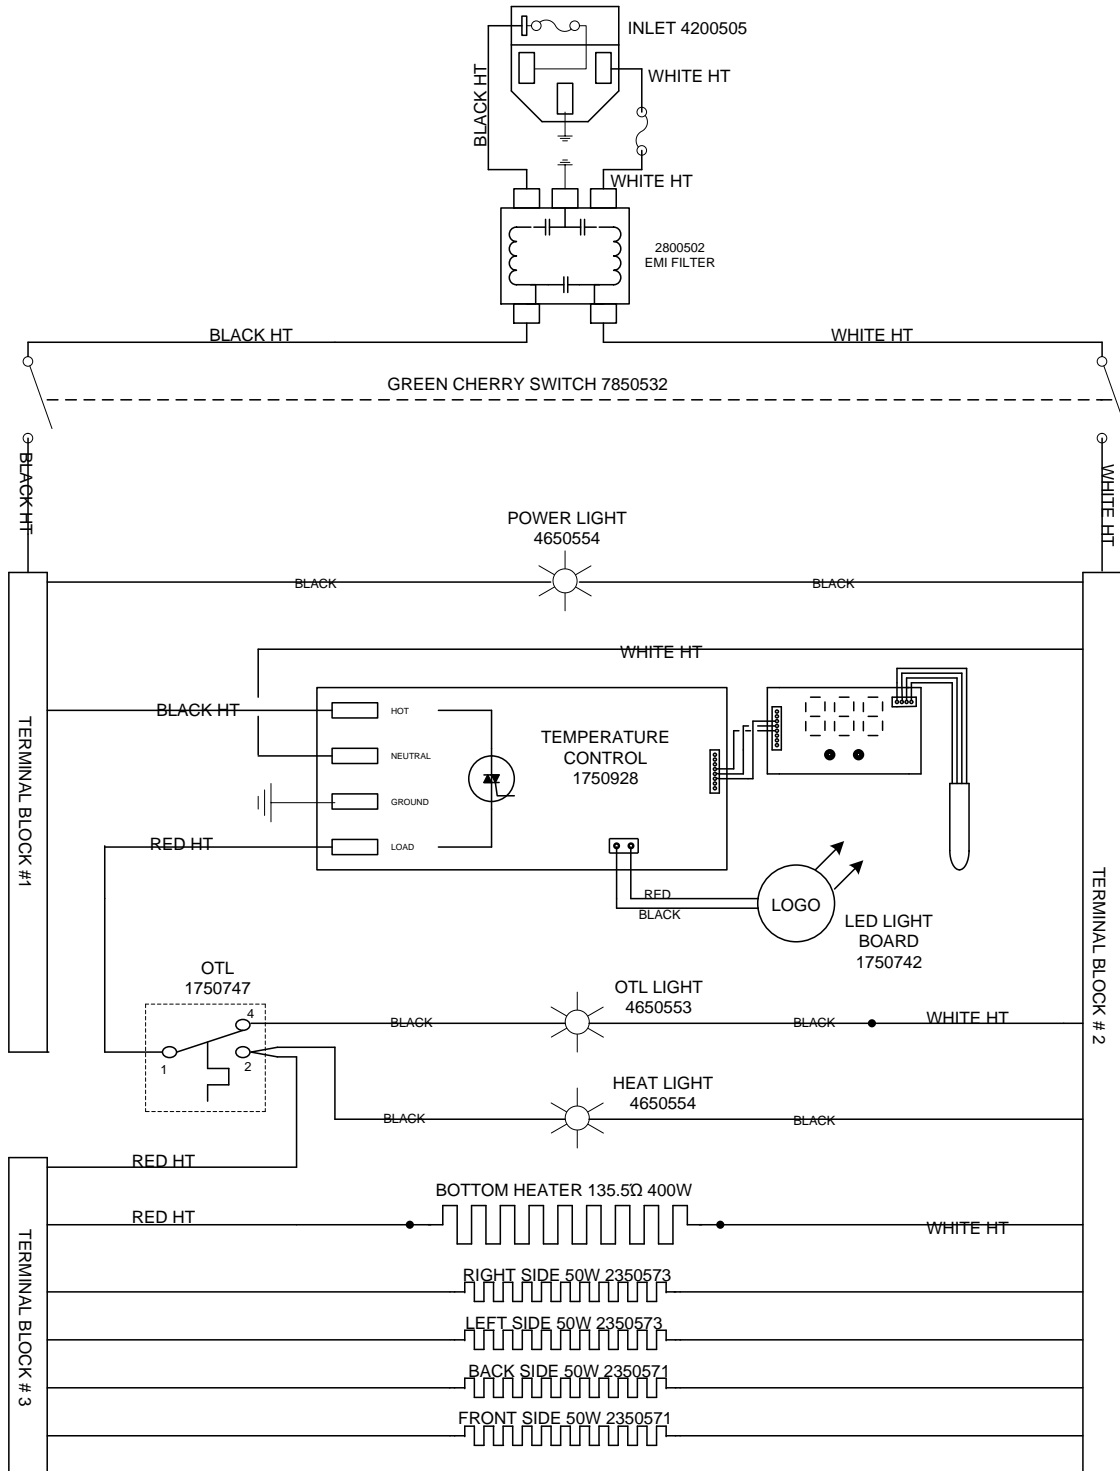 INLET 4200505
BLACK HT
WHITE HT
WHITE HT
2800502
EMI FILTER
BLACK HT
WHITE HT
GREEN CHERRY SWITCH 7850532
BLACK HT
WHITE HT
POWER LIGHT
4650554
BLACK
BLACK
WHITE HT
BLACK HT
HOT
NEUTRAL
GROUND
LOAD
TEMPERATURE
CONTROL
1750928
RED HT
TERMINAL BLOCK #1
RED
BLACK
LOGO
LED LIGHT
BOARD
1750742
TERMINAL BLOCK # 2
OTL
1750747
4
1
2
OTL LIGHT
4650553
BLACK
BLACK
WHITE HT
HEAT LIGHT
4650554
BLACK
BLACK
RED HT
BOTTOM HEATER 135.5Ω 400W
RED HT
WHITE HT
TERMINAL BLOCK # 3
RIGHT SIDE 50W 2350573
LEFT SIDE 50W 2350573
BACK SIDE 50W 2350571
FRONT SIDE 50W 2350571